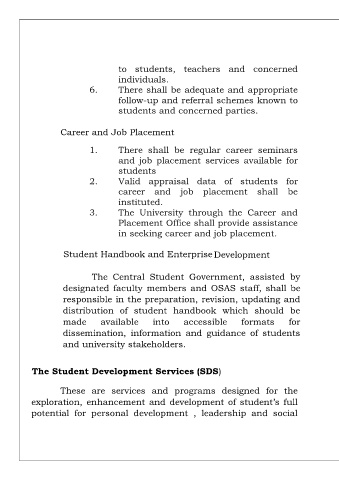 to students, teachers and concerned
individuals.
6. There shall be adequate and appropriate
follow-up and referral schemes known to
students and concerned parties.
Career and Job Placement
1. There shall be regular career seminars
and job placement services available for
students
2. Valid appraisal data of students for
career and job placement shall be
instituted.
3. The University through the Career and
Placement Office shall provide assistance
in seeking career and job placement.
Student Handbook and Enterprise Development
The Central Student Government, assisted by
designated faculty members and OSAS staff, shall be
responsible in the preparation, revision, updating and
distribution of student handbook which should be
made available into accessible formats for
dissemination, information and guidance of students
and university stakeholders.
The Student Development Services (SDS)
These are services and programs designed for the
exploration, enhancement and development of student's full
potential for personal development , leadership and social